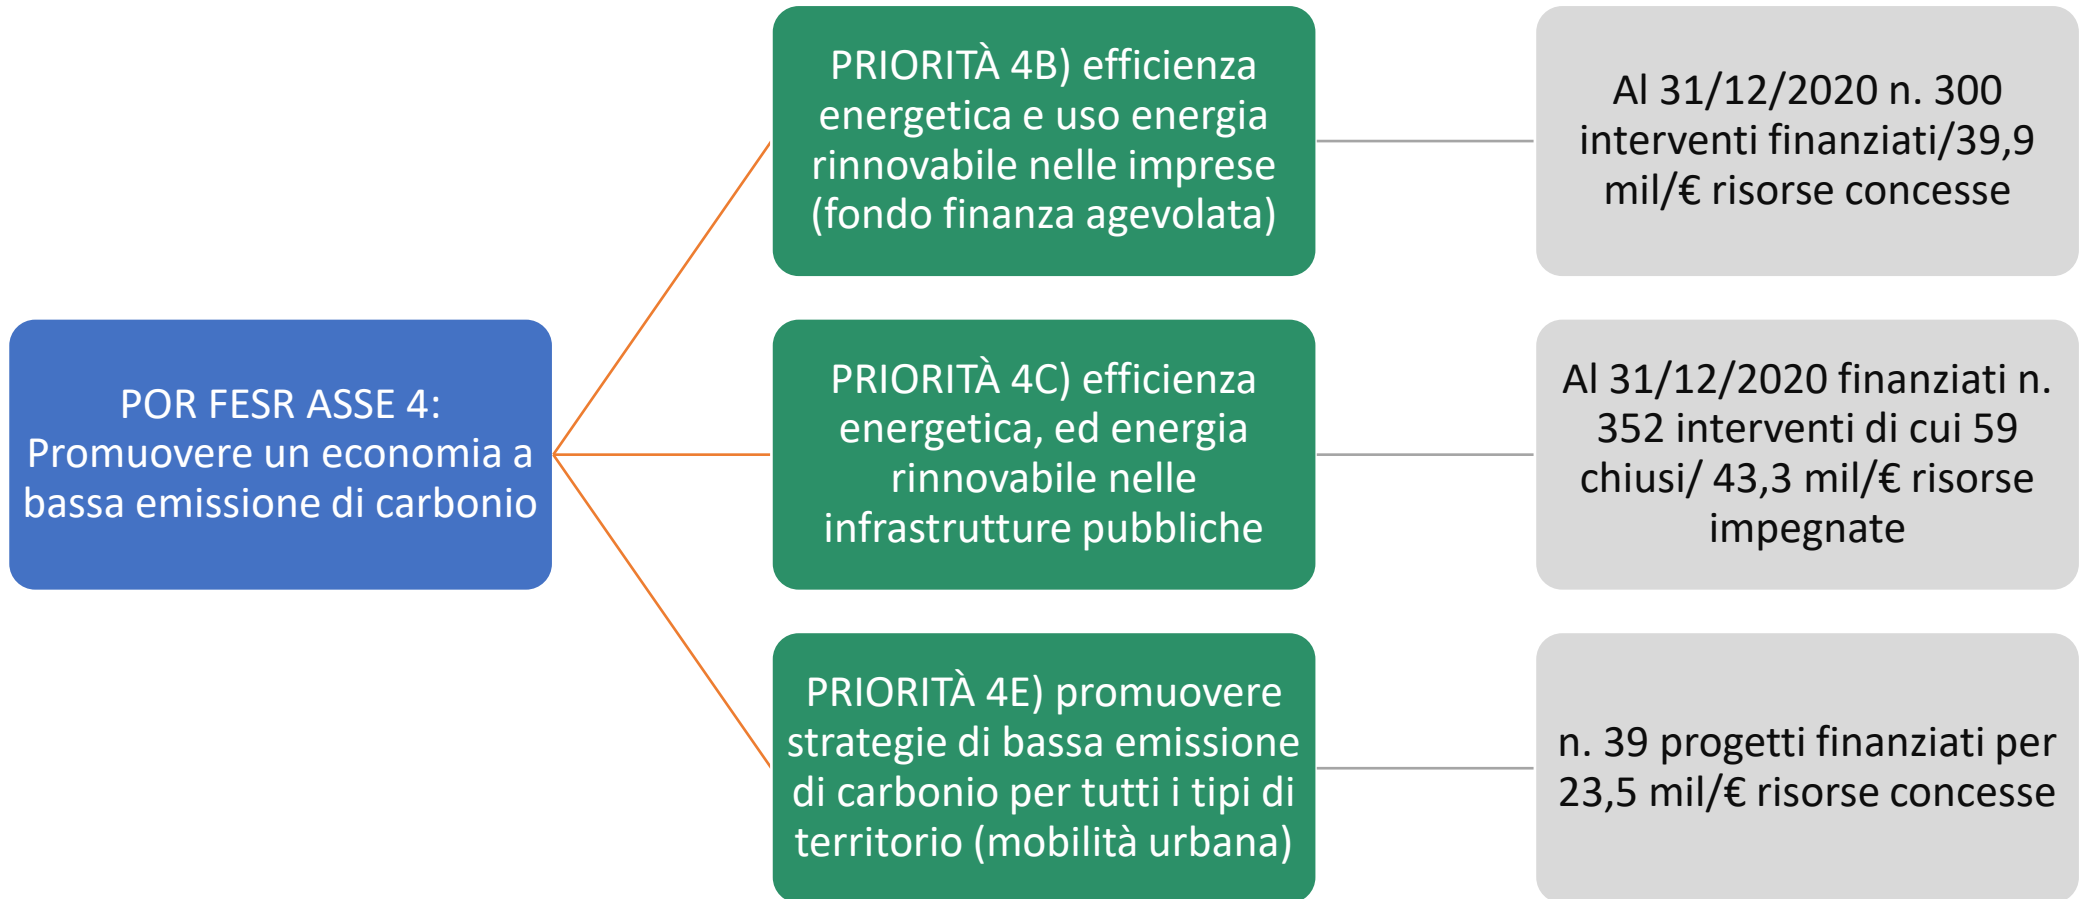 POR FESR ASSE 4:
Promuovere un economia a
bassa emissione di carbonio
PRIORITÀ 4B) efficienza
energetica e uso energia
rinnovabile nelle imprese
(fondo finanza agevolata)
Al 31/12/2020 n. 300
interventi finanziati/39,9
mil/€ risorse concesse
PRIORITÀ 4C) efficienza
energetica, ed energia
rinnovabile nelle
infrastrutture pubbliche
Al 31/12/2020 finanziati n.
352 interventi di cui 59
chiusi/ 43,3 mil/€ risorse
impegnate
PRIORITÀ 4E) promuovere
strategie di bassa emissione
di carbonio per tutti i tipi di
territorio (mobilità urbana)
n. 39 progetti finanziati per
23,5 mil/€ risorse concesse